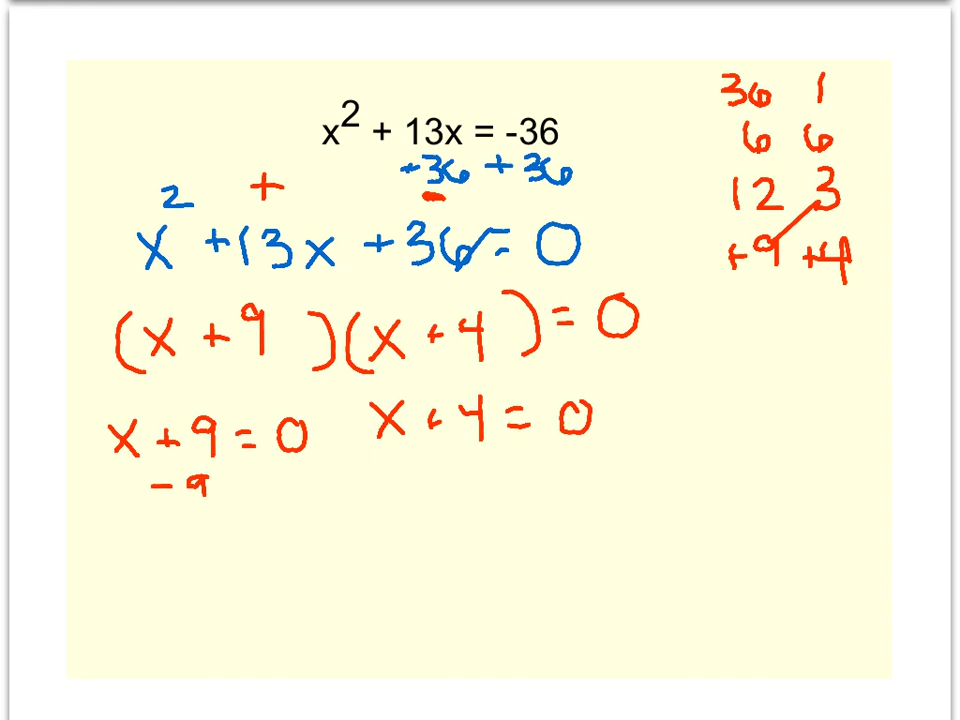 x² + 13x = -36
+36 +36
+ -
x² +13x +36 = 0
(x + 9)(x + 4) = 0
x + 9 = 0 x + 4 = 0
- 9
36 1
6 6
12 3
+9 +4